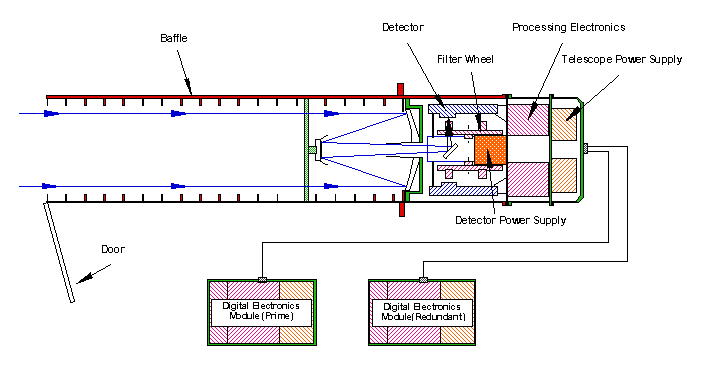 Detector
Processing Electronics
Baffle
Filter Wheel
Telescope Power Supply
Detector Power Supply
Door
Digital Electronics
Module (Prime)
Digital Electronics
Module(Redundant)